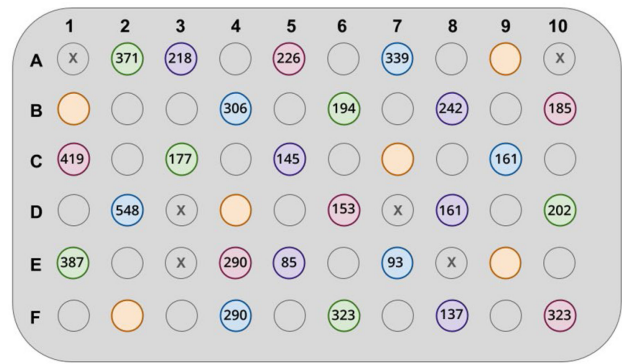 1 2 3 4 5 6 7 8 9 10
A X 371 218 226 339 X
B 306 194 242 185
C 419 177 145 161
D 548 X 153 X 161 202
E 387 X 290 85 93 X
F 290 323 137 323